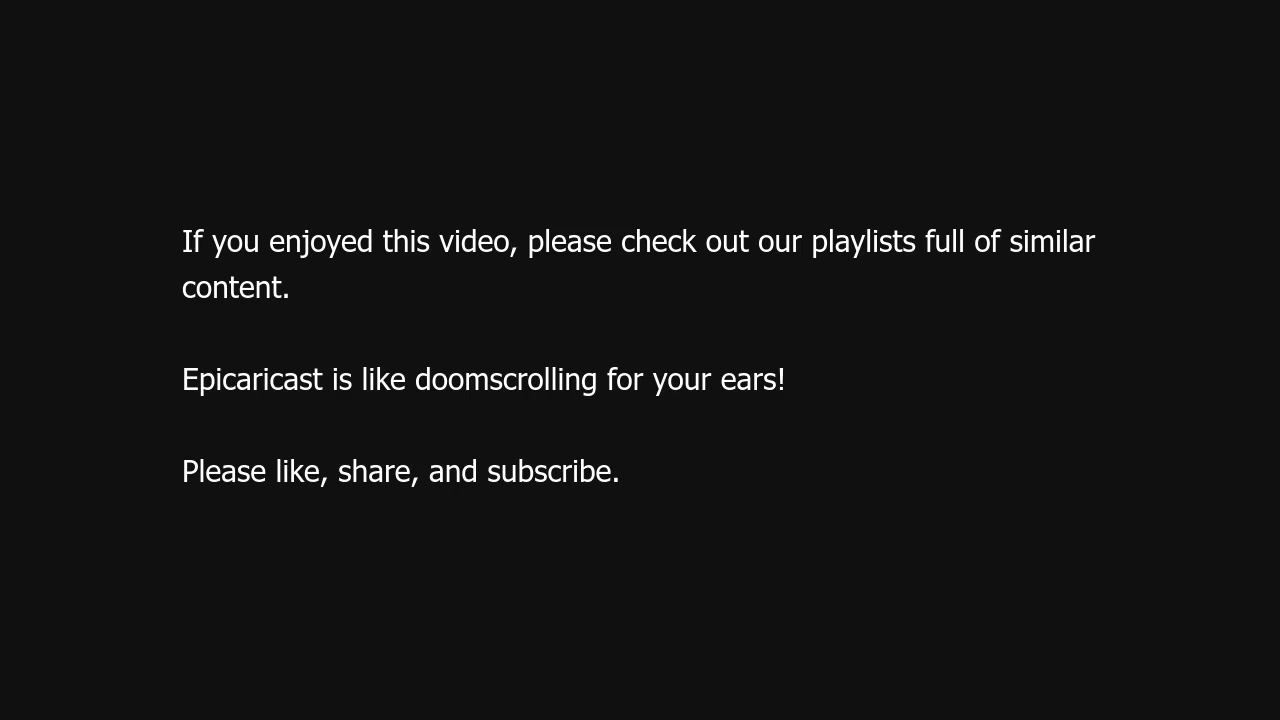 If you enjoyed this video, please check out our playlists full of similar
content.
Epicaricast is like doomscrolling for your ears!
Please like, share, and subscribe.